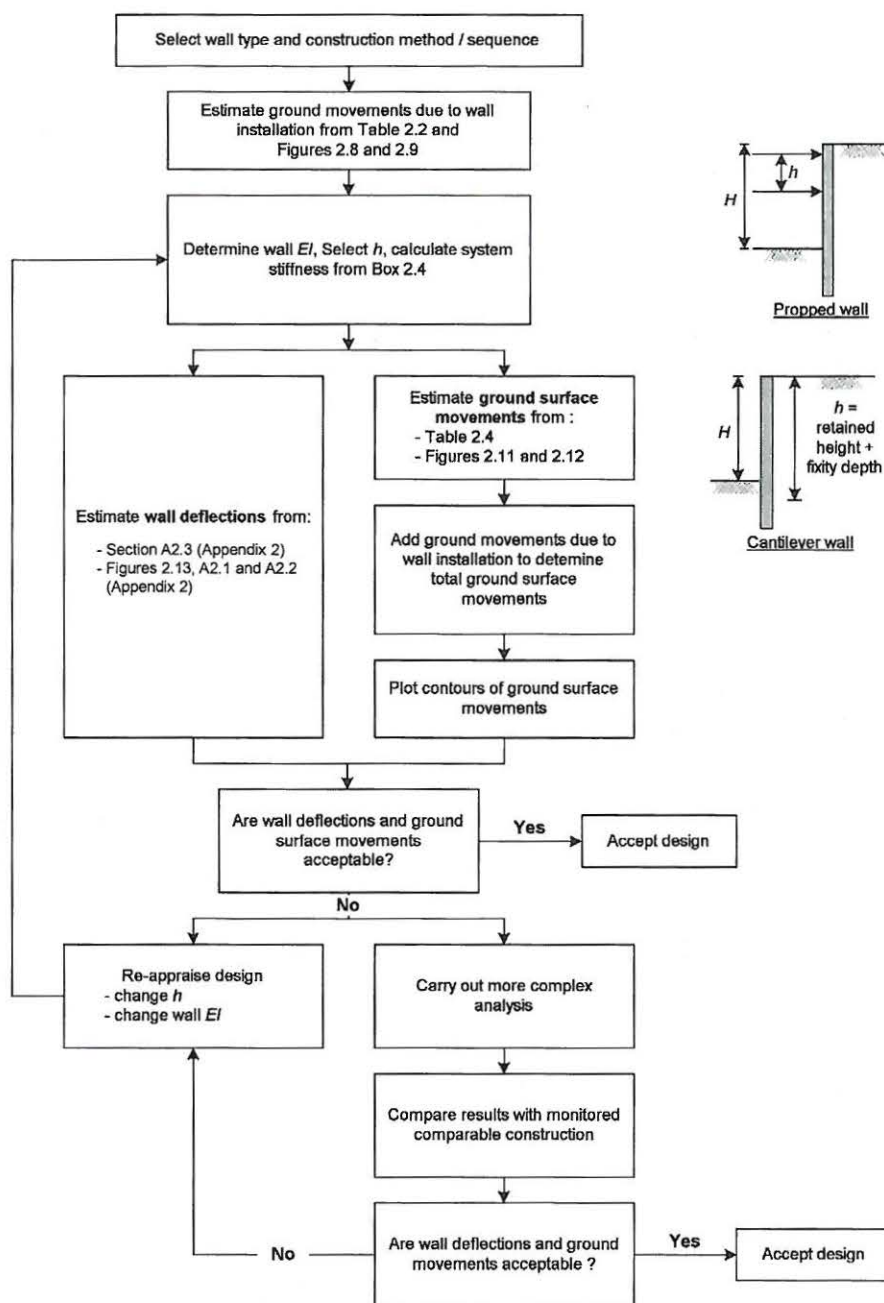 Select wall type and construction method / sequence
Estimate ground movements due to wall
installation from Table 2.2 and
Figures 2.8 and 2.9
Determine wall EI, Select h, calculate system
stiffness from Box 2.4
H
h
Propped wall
Estimate wall deflections from:
- Section A2.3 (Appendix 2)
- Figures 2.13, A2.1 and A2.2
(Appendix 2)
Estimate ground surface
movements from :
- Table 2.4
- Figures 2.11 and 2.12
H
h =
retained
height +
fixity depth
Cantilever wall
Add ground movements due to
wall installation to detemine
total ground surface
movements
Plot contours of ground surface
movements
Are wall deflections and ground
surface movements
acceptable?
Yes
Accept design
No
Re-appraise design
- change h
- change wall EI
Carry out more complex
analysis
Compare results with monitored
comparable construction
Are wall deflections and ground
movements acceptable ?
No
Yes
Accept design